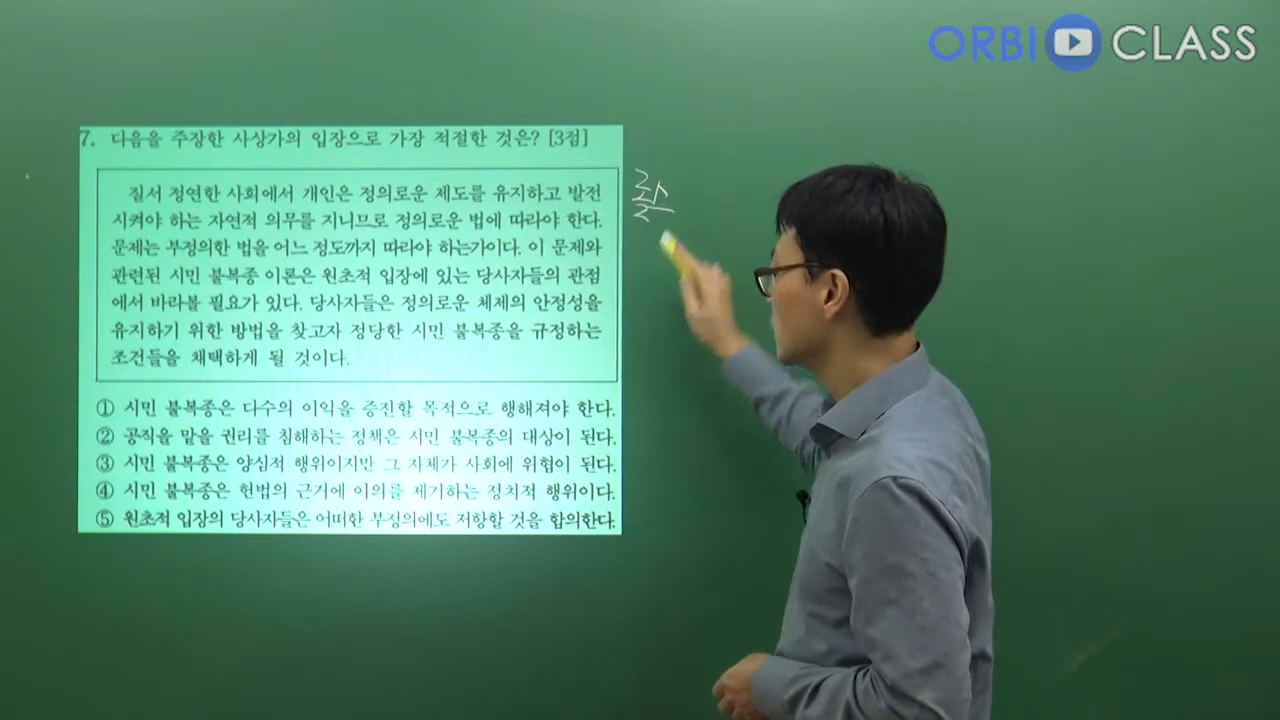 ORBI CLASS
7. 다음을 주장한 사상가의 입장으로 가장 적절한 것은? [3점]
질서 정연한 사회에서 개인은 정의로운 제도를 유지하고 발전
시켜야 하는 자연적 의무를 지니므로 정의로운 법에 따라야 한다.
문제는 부정의한 법을 어느 정도까지 따라야 하는가이다. 이 문제와
관련된 시민 불복종 이론은 원초적 입장에 있는 당사자들의 관점
에서 바라볼 필요가 있다. 당사자들은 정의로운 체제의 안정성을
유지하기 위한 방법을 찾고자 정당한 시민 불복종을 규정하는
조건들을 채택하게 될 것이다.
① 시민 불복종은 다수의 이익을 증진할 목적으로 행해져야 한다.
② 공직을 맡을 권리를 침해하는 정책은 시민 불복종의 대상이 된다.
③ 시민 불복종은 양심적 행위이지만 그 자체가 사회에 위협이 된다.
④ 시민 불복종은 헌법의 근거에 이의를 제기하는 정치적 행위이다.
⑤ 원초적 입장의 당사자들은 어떠한 부정의에도 저항할 것을 합의한다.
롤스